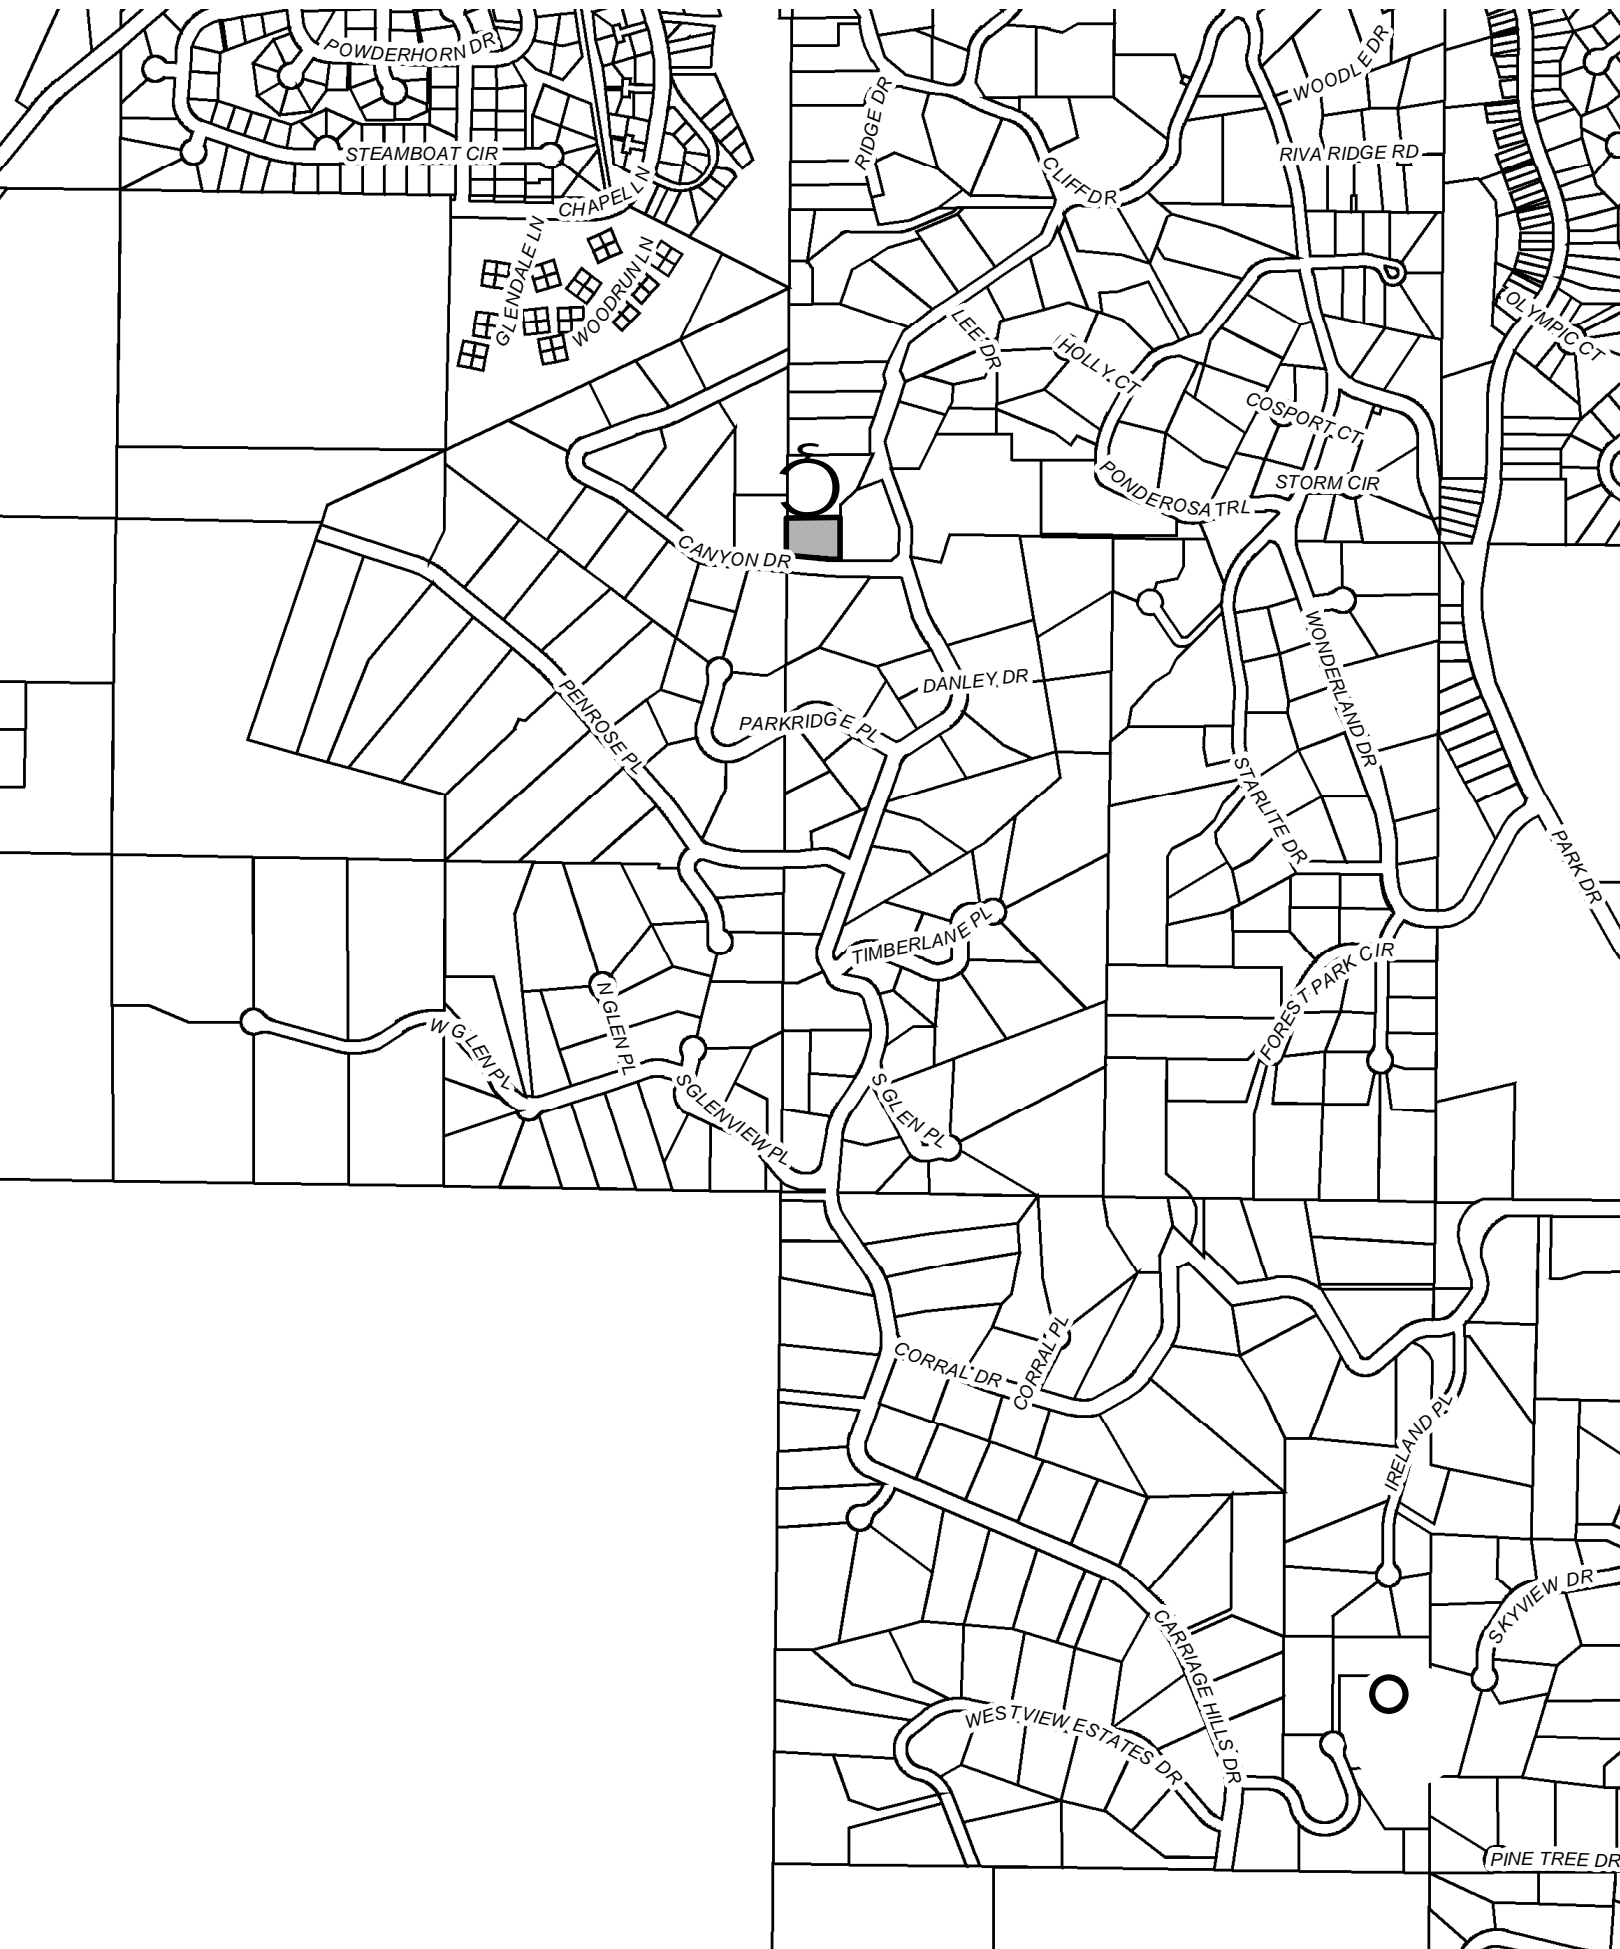 POWDERHORN DR
WOODLE DR
RIDGE DR
STEAMBOAT CIR
RIVA RIDGE RD
CLIFF DR
CHAPEL LN
GLENDALE LN
WOODRUN LN
OLYMPIC CT
LEE DR
HOLLY CT
COSPORT CT
PONDEROSA TRL
STORM CIR
CANYON DR
WONDERLAND DR
DANLEY DR
PENROSE PL
PARKRIDGE PL
STARLITE DR
PARK DR
TIMBERLANE PL
FOREST PARK CIR
N GLEN PL
W GLEN PL
S GLENVIEW PL
S GLEN PL
CORRAL DR
CORRAL PL
IRELAND PL
SKYVIEW DR
CARRIAGE HILLS DR
WESTVIEW ESTATES DR
PINE TREE DR